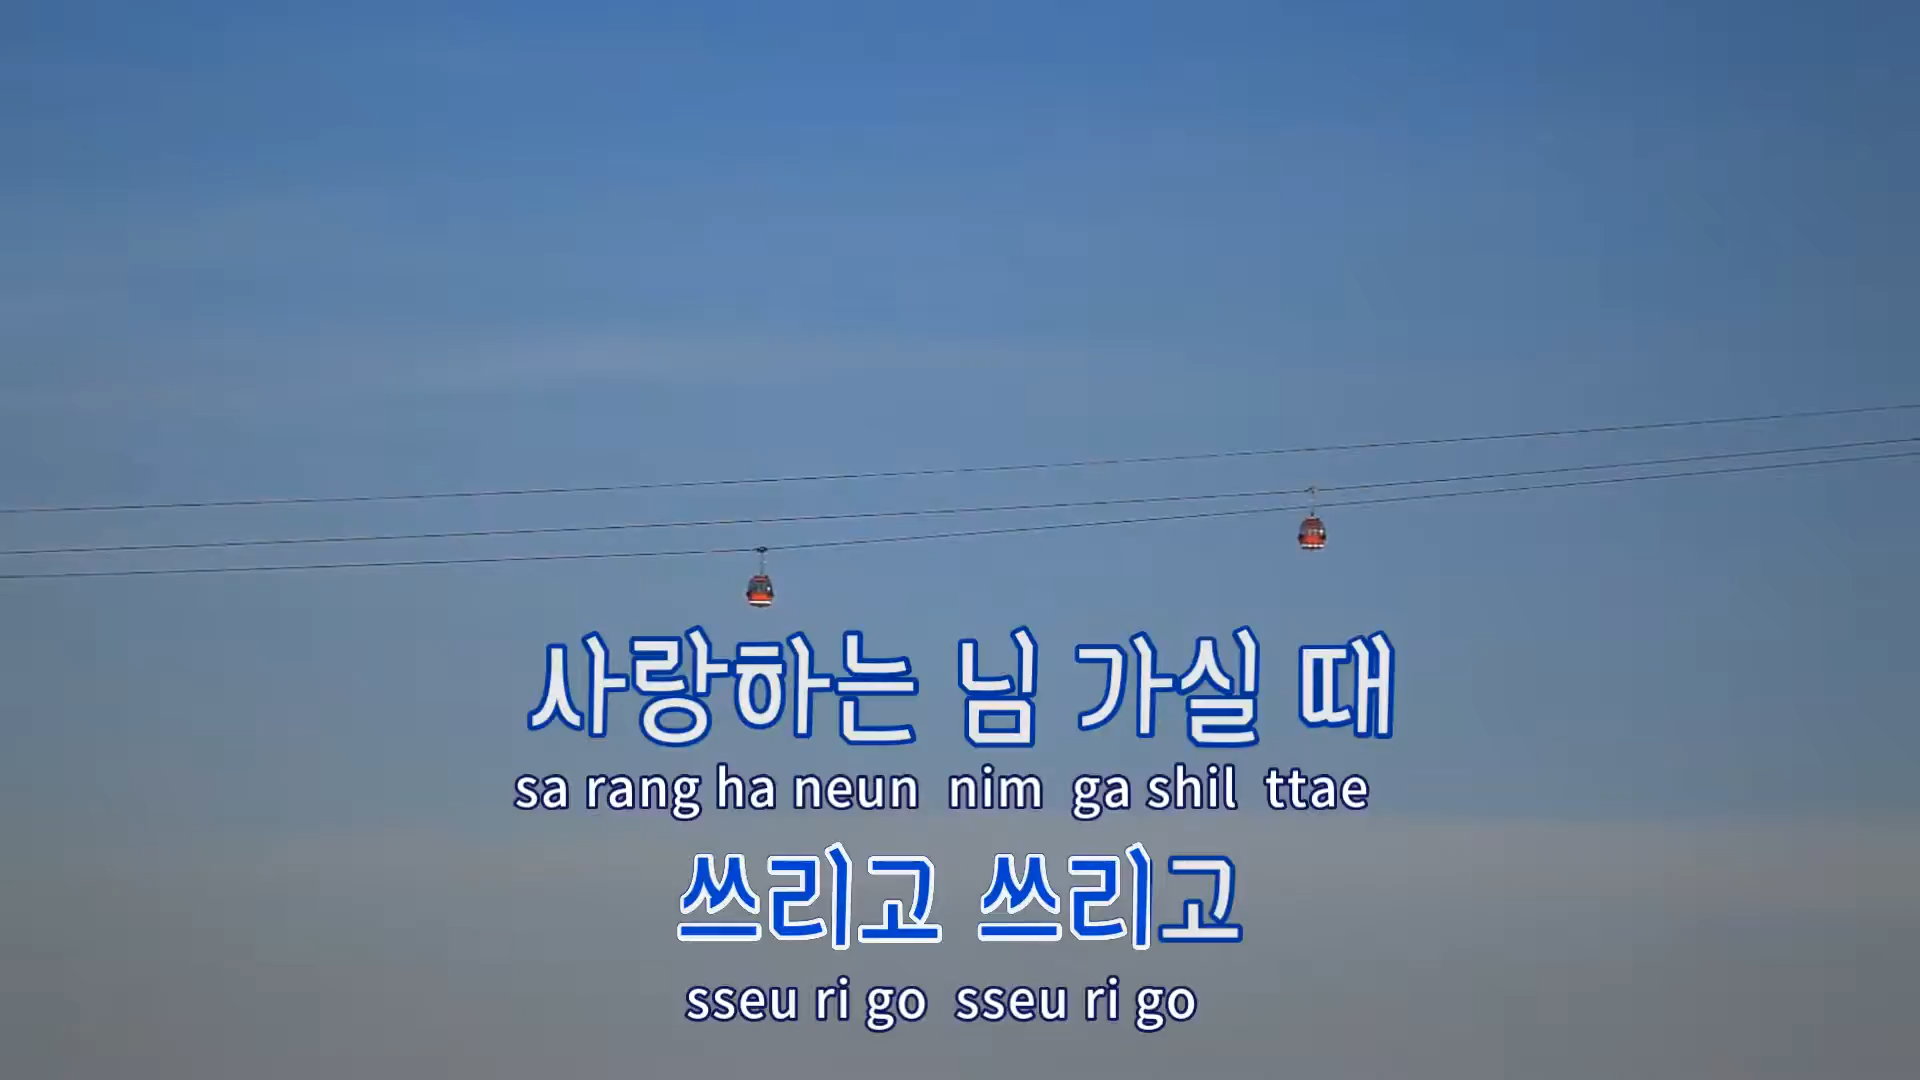 사랑하는 님 가실 때
sa rang ha neun nim ga shil ttae
쓰리고 쓰리고
sseu ri go sseu ri go